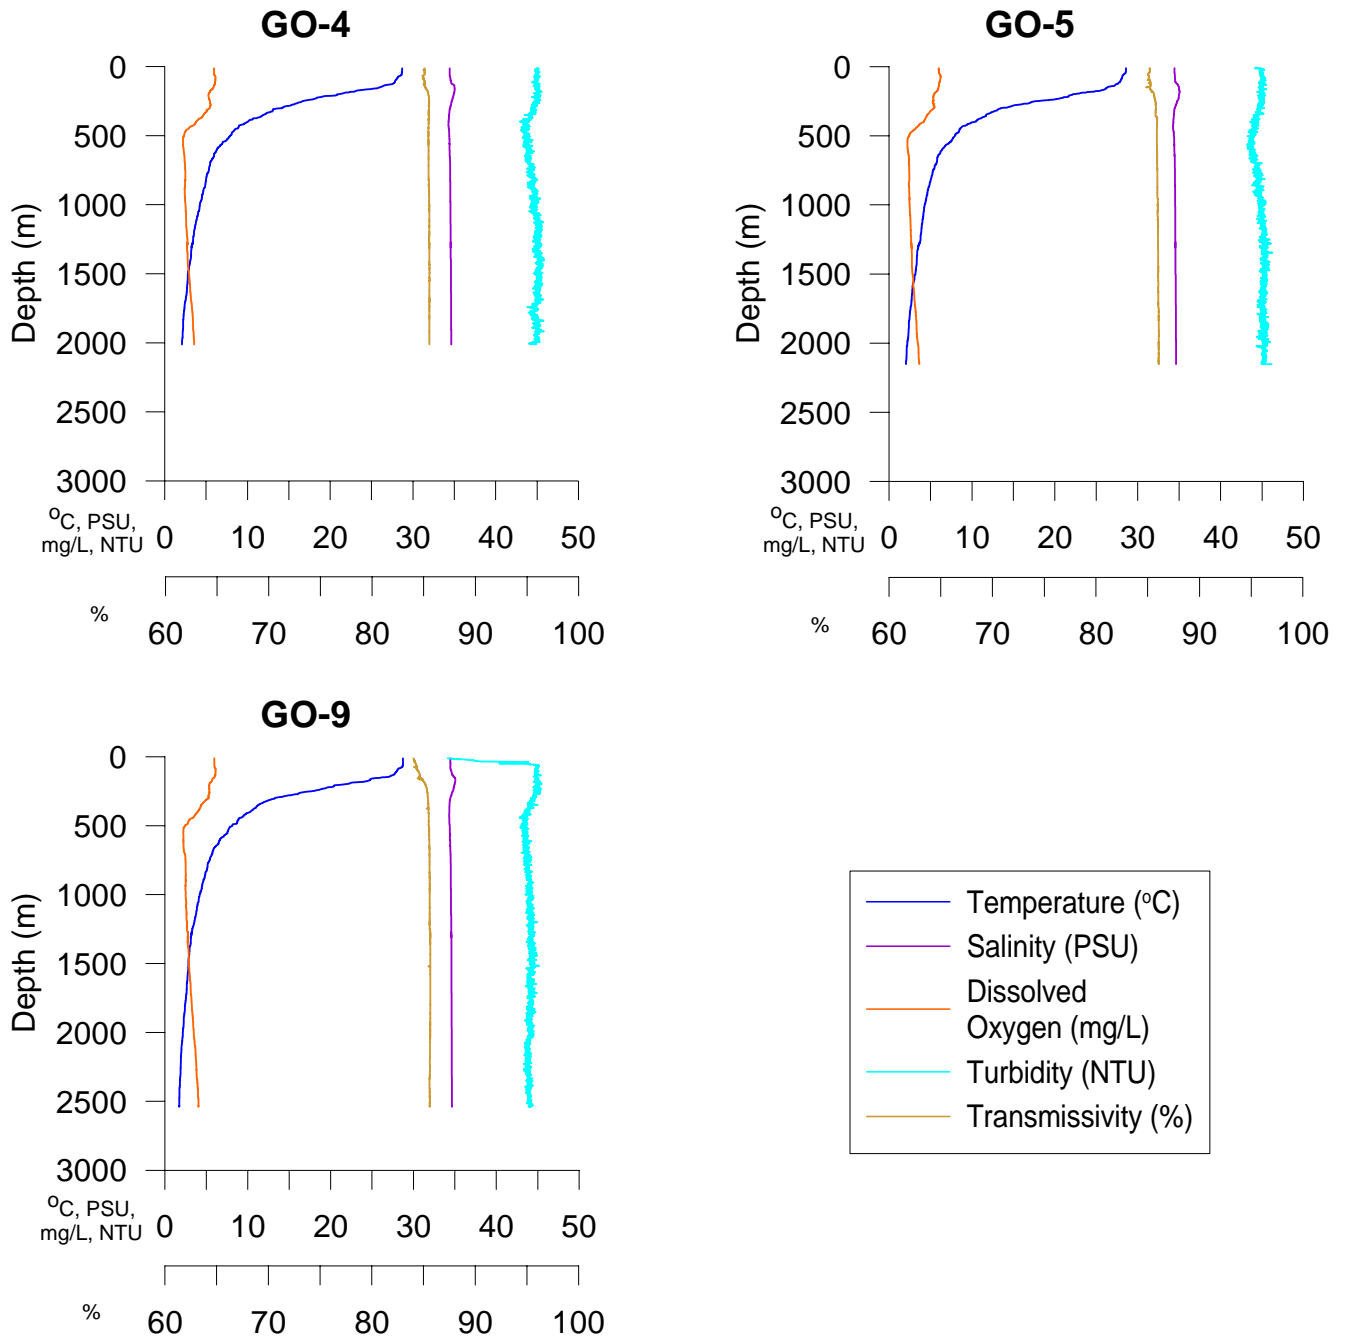 GO-4
0
500
1000
1500
2000
2500
3000
Depth (m)
°C, PSU,
mg/L, NTU
0 10 20 30 40 50
%
60 70 80 90 100
GO-5
0
500
1000
1500
2000
2500
3000
Depth (m)
°C, PSU,
mg/L, NTU
0 10 20 30 40 50
%
60 70 80 90 100
GO-9
0
500
1000
1500
2000
2500
3000
Depth (m)
°C, PSU,
mg/L, NTU
0 10 20 30 40 50
%
60 70 80 90 100
Temperature (°C)
Salinity (PSU)
Dissolved
Oxygen (mg/L)
Turbidity (NTU)
Transmissivity (%)